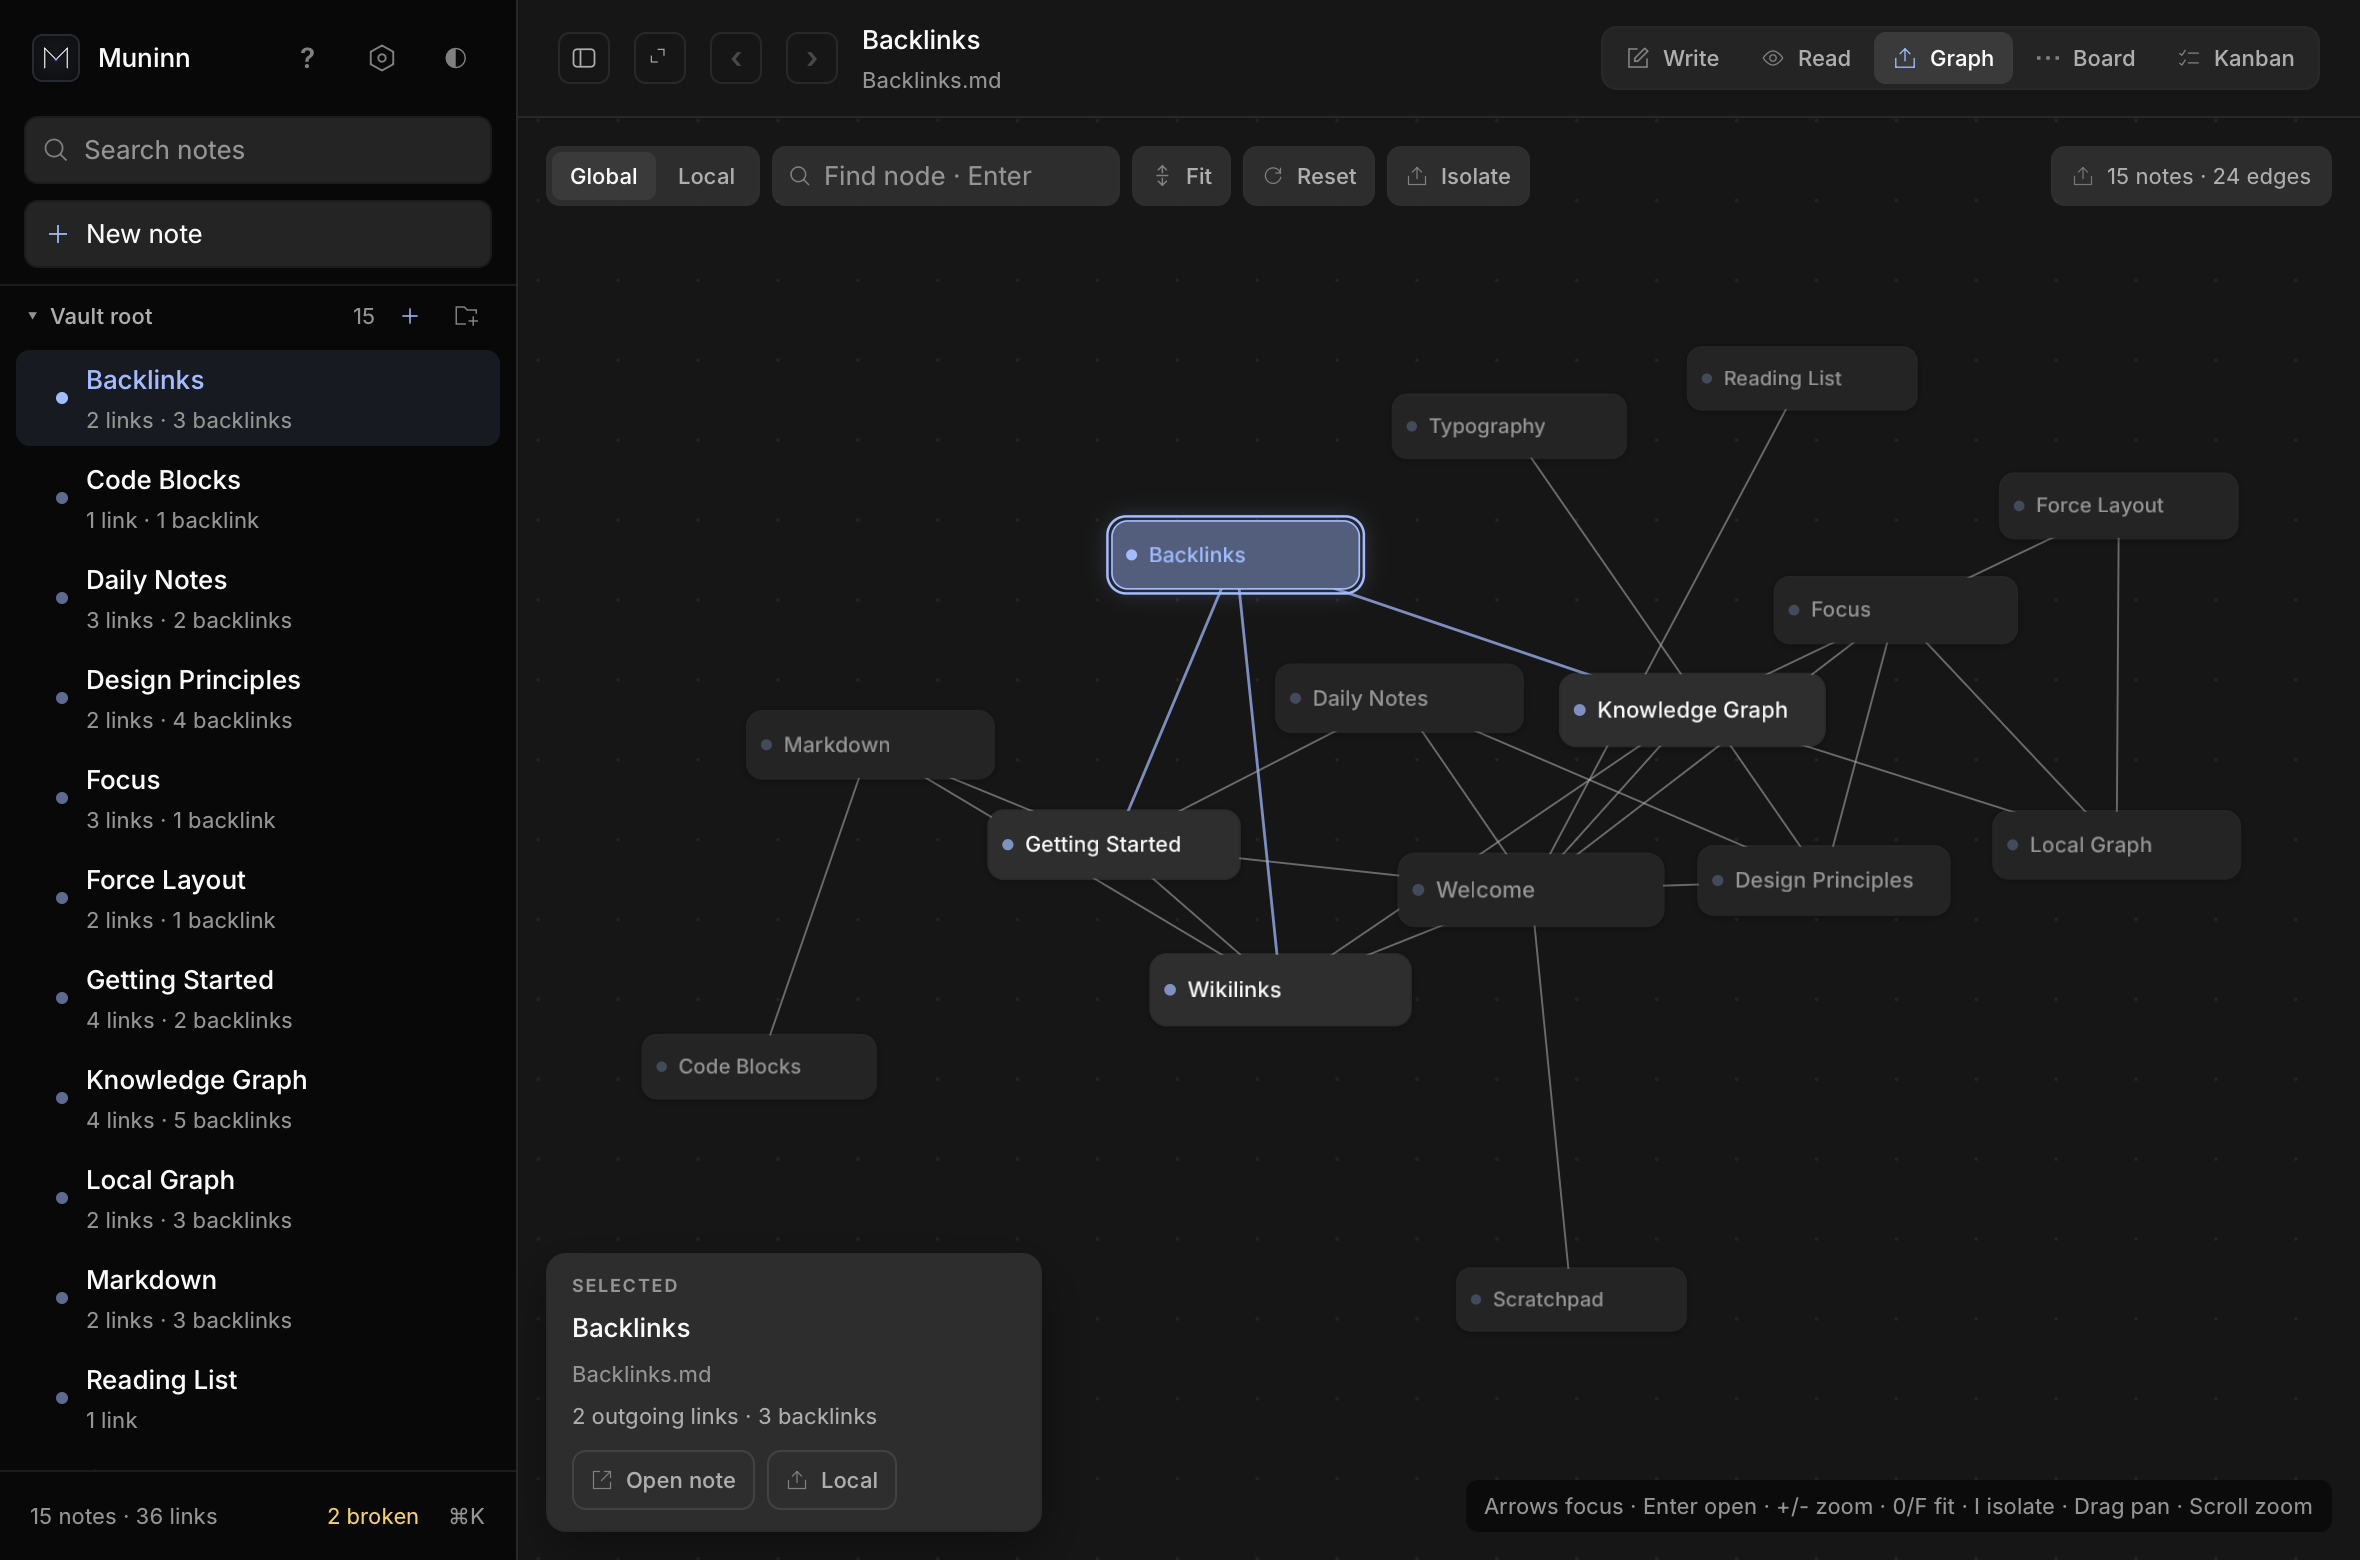 Muninn
?
Search notes
New note
Vault root 15
Backlinks
2 links · 3 backlinks
Code Blocks
1 link · 1 backlink
Daily Notes
3 links · 2 backlinks
Design Principles
2 links · 4 backlinks
Focus
3 links · 1 backlink
Force Layout
2 links · 1 backlink
Getting Started
4 links · 2 backlinks
Knowledge Graph
4 links · 5 backlinks
Local Graph
2 links · 3 backlinks
Markdown
2 links · 3 backlinks
Reading List
1 link
15 notes · 36 links 2 broken ⌘K
Backlinks
Backlinks.md
Write Read Graph Board Kanban
Global Local Find node · Enter Fit Reset Isolate 15 notes · 24 edges
Reading List
Typography
Force Layout
Backlinks
Focus
Daily Notes
Knowledge Graph
Markdown
Getting Started
Local Graph
Welcome
Design Principles
Wikilinks
Code Blocks
Scratchpad
SELECTED
Backlinks
Backlinks.md
2 outgoing links · 3 backlinks
Open note Local
Arrows focus · Enter open · +/- zoom · 0/F fit · I isolate · Drag pan · Scroll zoom